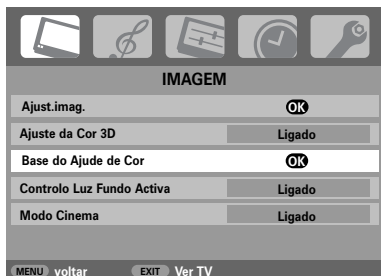 IMAGEM
Ajust.imag. OK
Ajuste da Cor 3D Ligado
Base do Ajude de Cor OK
Controlo Luz Fundo Activa Ligado
Modo Cinema Ligado
MENU voltar EXIT Ver TV